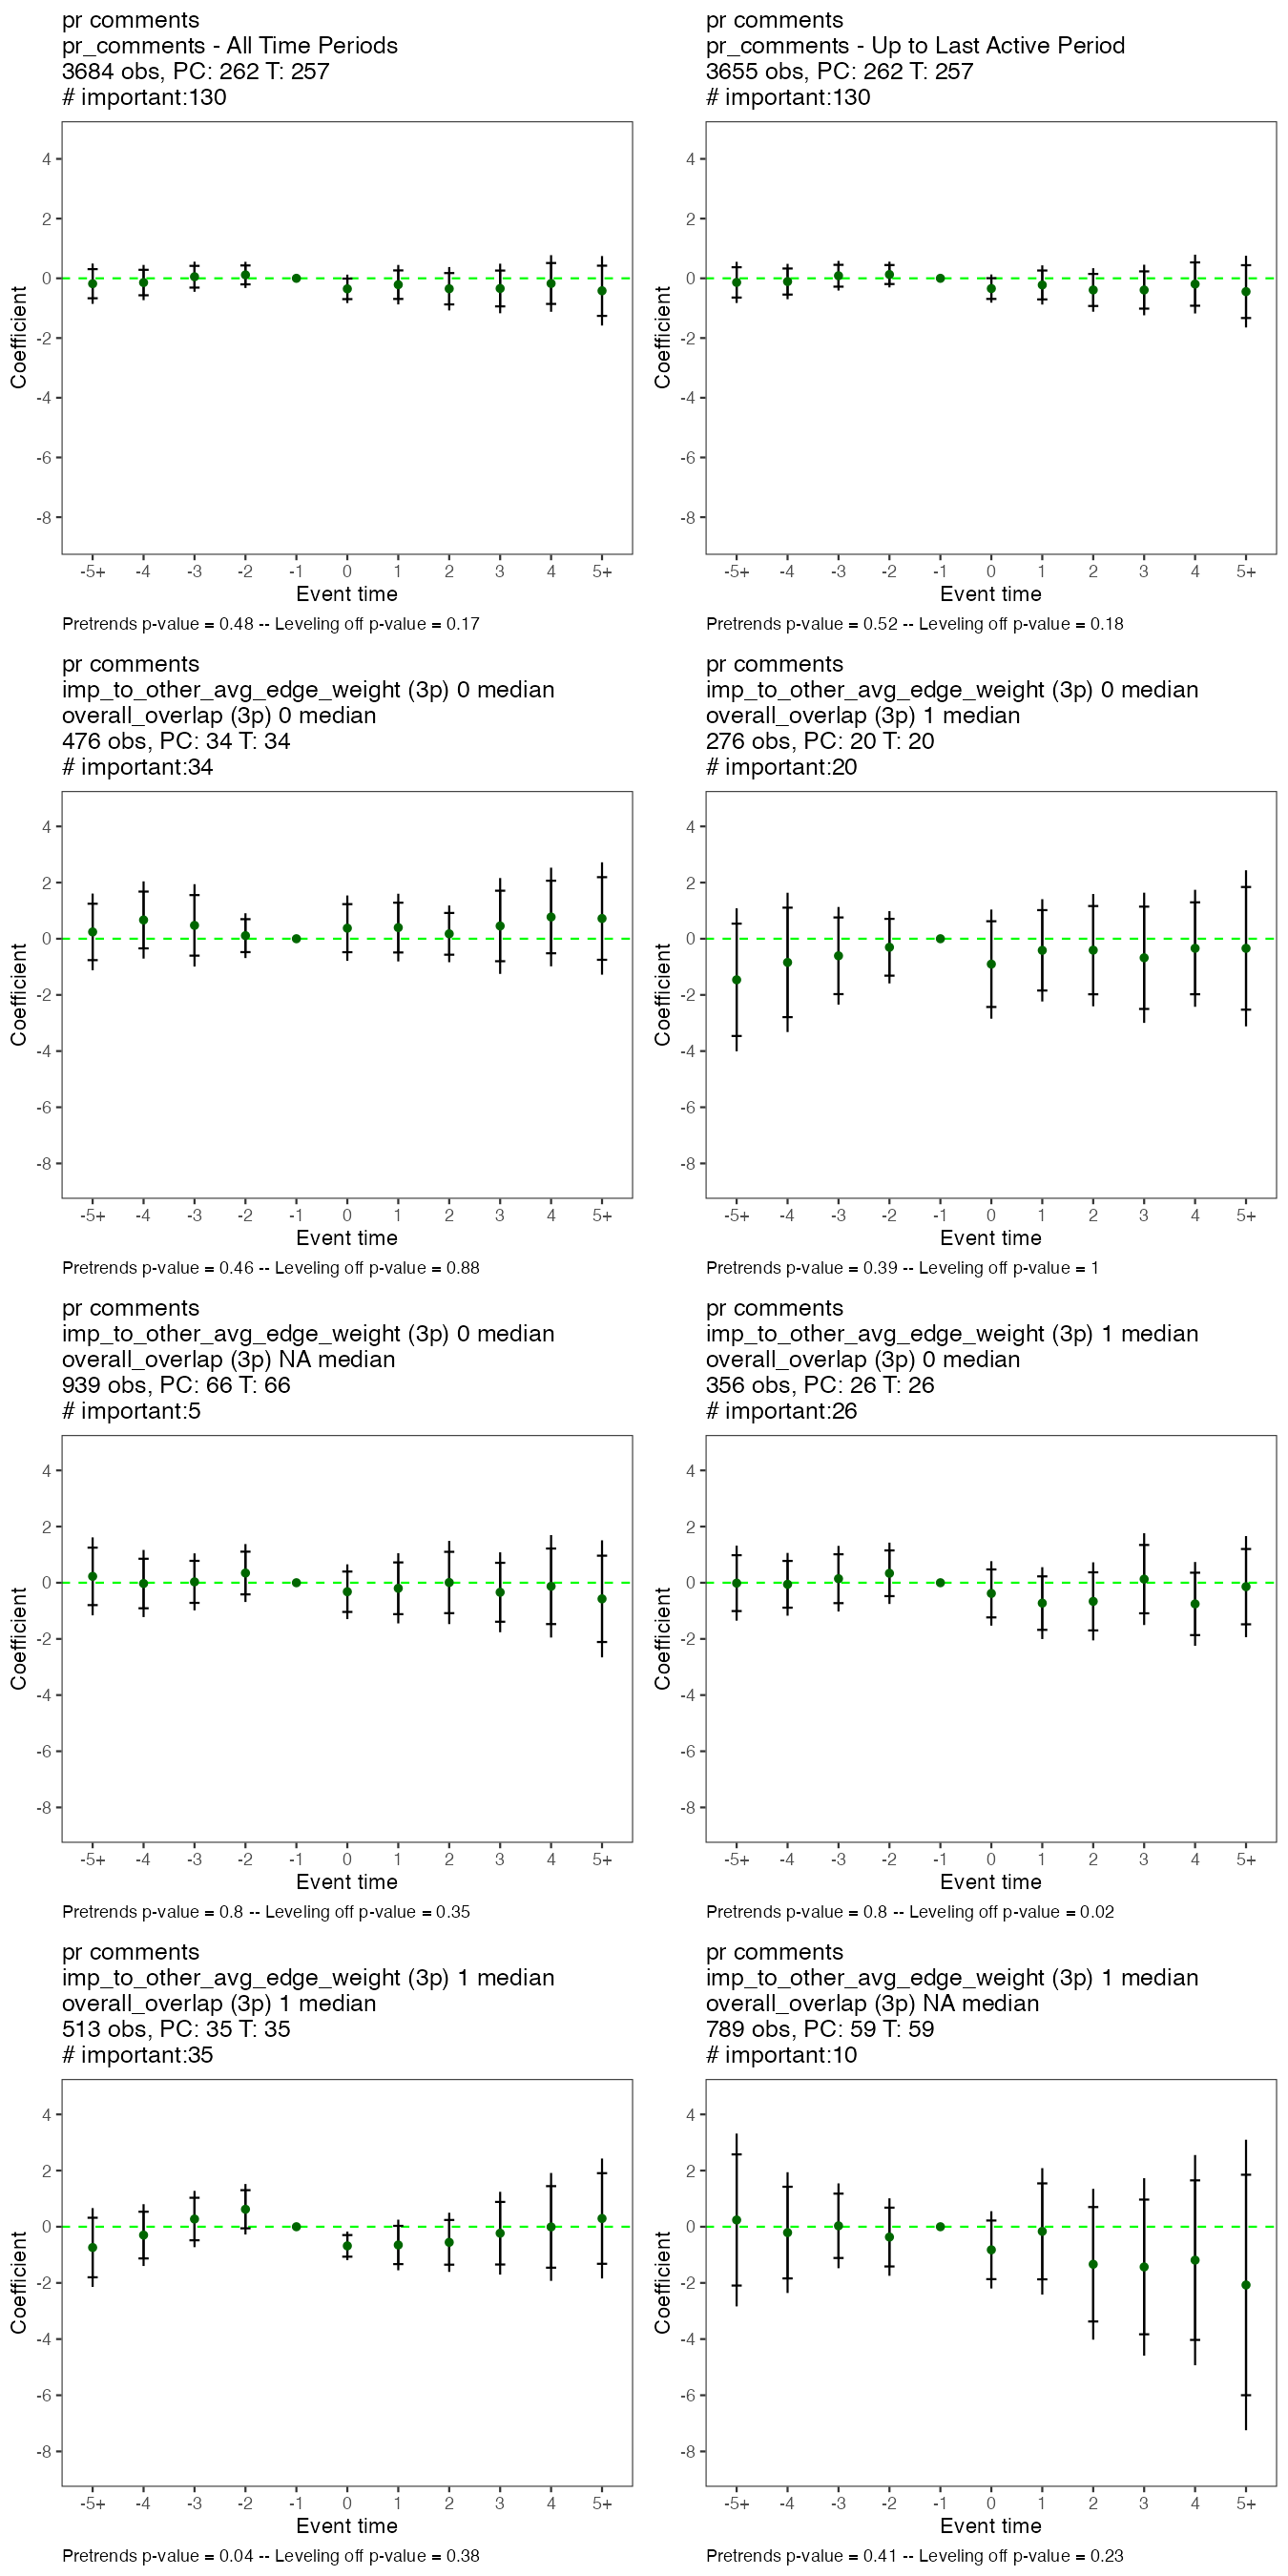 pr comments
pr_comments - All Time Periods
3684 obs, PC: 262 T: 257
# important:130
Coefficient
4
2
0
-2
-4
-6
-8
-5+ -4 -3 -2 -1 0 1 2 3 4 5+
Event time
Pretrends p-value = 0.48 -- Leveling off p-value = 0.17
pr comments
pr_comments - Up to Last Active Period
3655 obs, PC: 262 T: 257
# important:130
Coefficient
4
2
0
-2
-4
-6
-8
-5+ -4 -3 -2 -1 0 1 2 3 4 5+
Event time
Pretrends p-value = 0.52 -- Leveling off p-value = 0.18
pr comments
imp_to_other_avg_edge_weight (3p) 0 median
overall_overlap (3p) 0 median
476 obs, PC: 34 T: 34
# important:34
Coefficient
4
2
0
-2
-4
-6
-8
-5+ -4 -3 -2 -1 0 1 2 3 4 5+
Event time
Pretrends p-value = 0.46 -- Leveling off p-value = 0.88
pr comments
imp_to_other_avg_edge_weight (3p) 0 median
overall_overlap (3p) 1 median
276 obs, PC: 20 T: 20
# important:20
Coefficient
4
2
0
-2
-4
-6
-8
-5+ -4 -3 -2 -1 0 1 2 3 4 5+
Event time
Pretrends p-value = 0.39 -- Leveling off p-value = 1
pr comments
imp_to_other_avg_edge_weight (3p) 0 median
overall_overlap (3p) NA median
939 obs, PC: 66 T: 66
# important:5
Coefficient
4
2
0
-2
-4
-6
-8
-5+ -4 -3 -2 -1 0 1 2 3 4 5+
Event time
Pretrends p-value = 0.8 -- Leveling off p-value = 0.35
pr comments
imp_to_other_avg_edge_weight (3p) 1 median
overall_overlap (3p) 0 median
356 obs, PC: 26 T: 26
# important:26
Coefficient
4
2
0
-2
-4
-6
-8
-5+ -4 -3 -2 -1 0 1 2 3 4 5+
Event time
Pretrends p-value = 0.8 -- Leveling off p-value = 0.02
pr comments
imp_to_other_avg_edge_weight (3p) 1 median
overall_overlap (3p) 1 median
513 obs, PC: 35 T: 35
# important:35
Coefficient
4
2
0
-2
-4
-6
-8
-5+ -4 -3 -2 -1 0 1 2 3 4 5+
Event time
Pretrends p-value = 0.04 -- Leveling off p-value = 0.38
pr comments
imp_to_other_avg_edge_weight (3p) 1 median
overall_overlap (3p) NA median
789 obs, PC: 59 T: 59
# important:10
Coefficient
4
2
0
-2
-4
-6
-8
-5+ -4 -3 -2 -1 0 1 2 3 4 5+
Event time
Pretrends p-value = 0.41 -- Leveling off p-value = 0.23